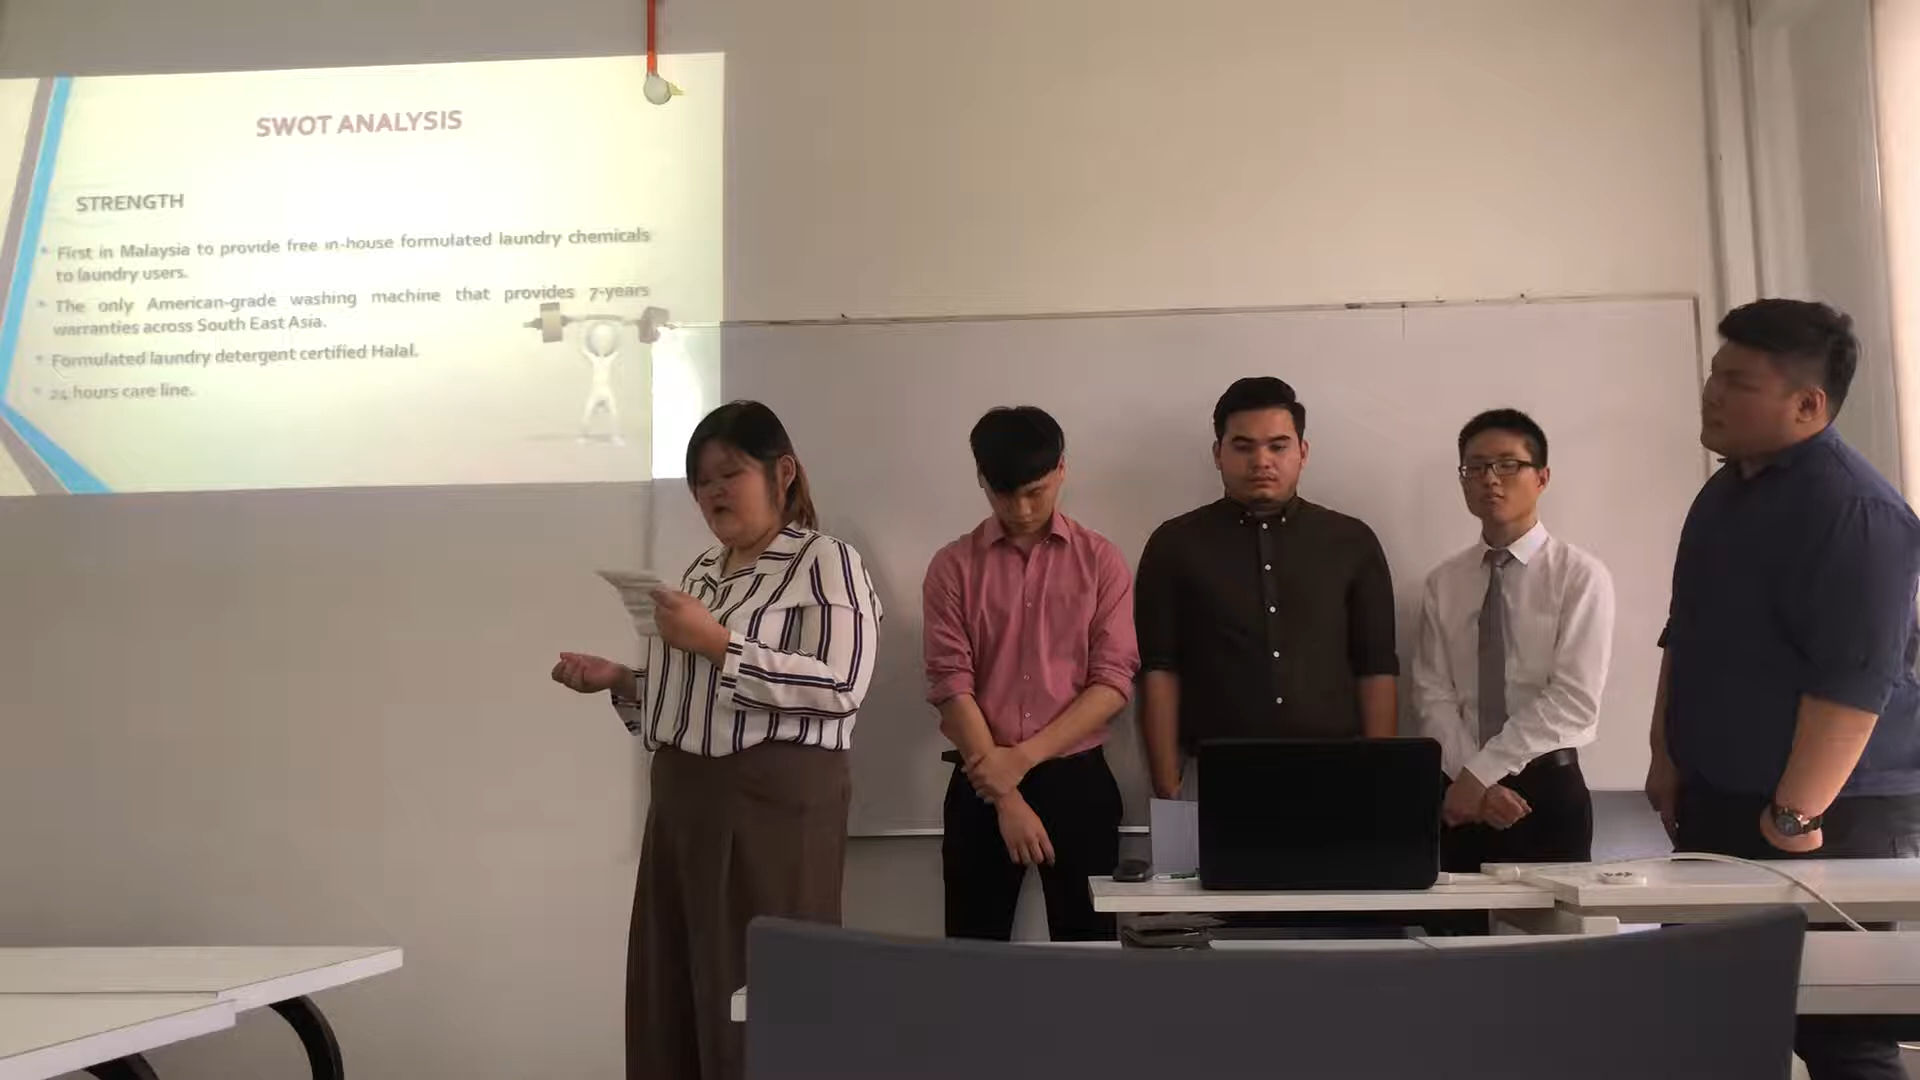 SWOT ANALYSIS
STRENGTH
First in Malaysia to provide free in-house formulated laundry chemicals
to laundry users.
The only American-grade washing machine that provides 7-years
warranties across South East Asia.
Formulated laundry detergent certified Halal.
24 hours care line.